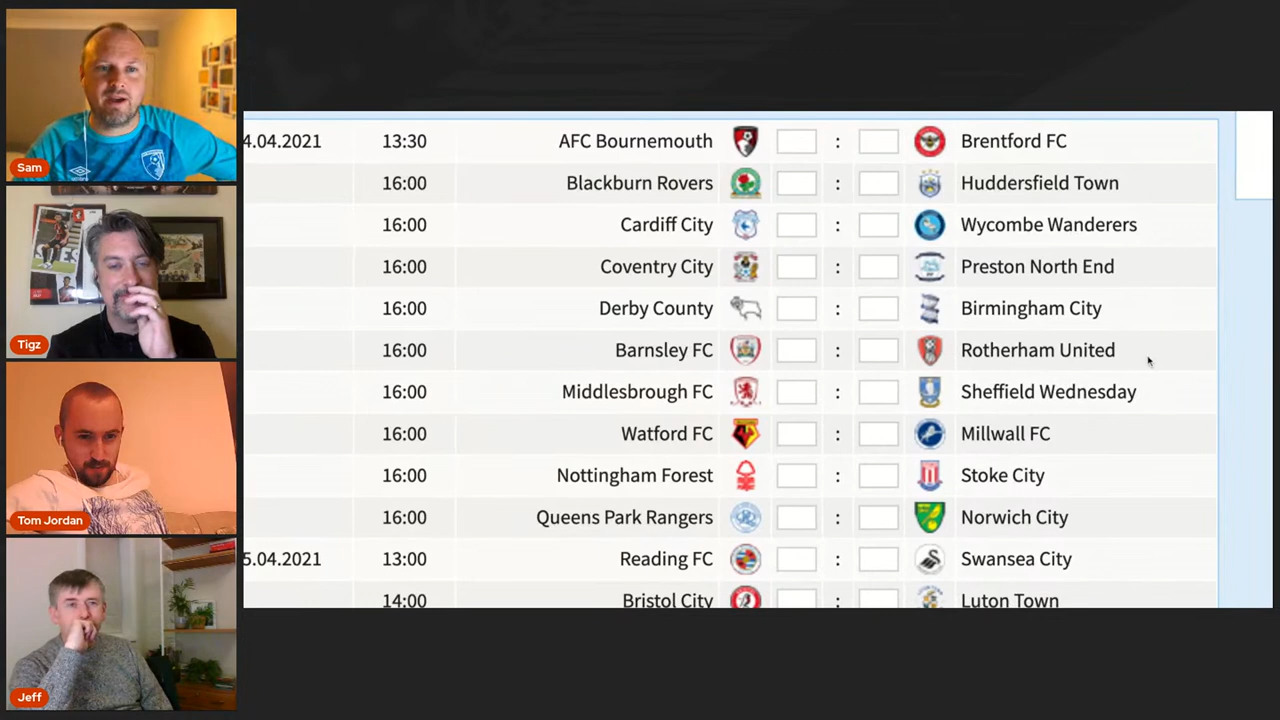 Sam
Tigz
Tom Jordan
Jeff
4.04.2021 13:30 AFC Bournemouth : Brentford FC
16:00 Blackburn Rovers : Huddersfield Town
16:00 Cardiff City : Wycombe Wanderers
16:00 Coventry City : Preston North End
16:00 Derby County : Birmingham City
16:00 Barnsley FC : Rotherham United
16:00 Middlesbrough FC : Sheffield Wednesday
16:00 Watford FC : Millwall FC
16:00 Nottingham Forest : Stoke City
16:00 Queens Park Rangers : Norwich City
5.04.2021 13:00 Reading FC : Swansea City
14:00 Bristol City : Luton Town